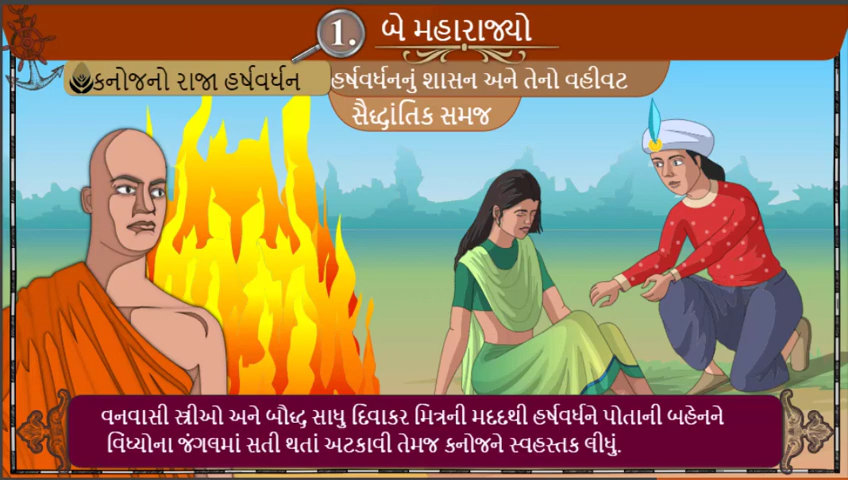 1. બે મહારાજ્યો
કનોજનો રાજા હર્ષવર્ધન
હર્ષવર્ધનનું શાસન અને તેનો વહીવટ
સૈદ્ધાંતિક સમજ
વનવાસી સ્ત્રીઓ અને બૌદ્ધ સાધુ દિવાકર મિત્રની મદદથી હર્ષવર્ધને પોતાની બહેનને
વિંધ્યોના જંગલમાં સતી થતાં અટકાવી તેમજ કનોજને સ્વહસ્તક લીધું.